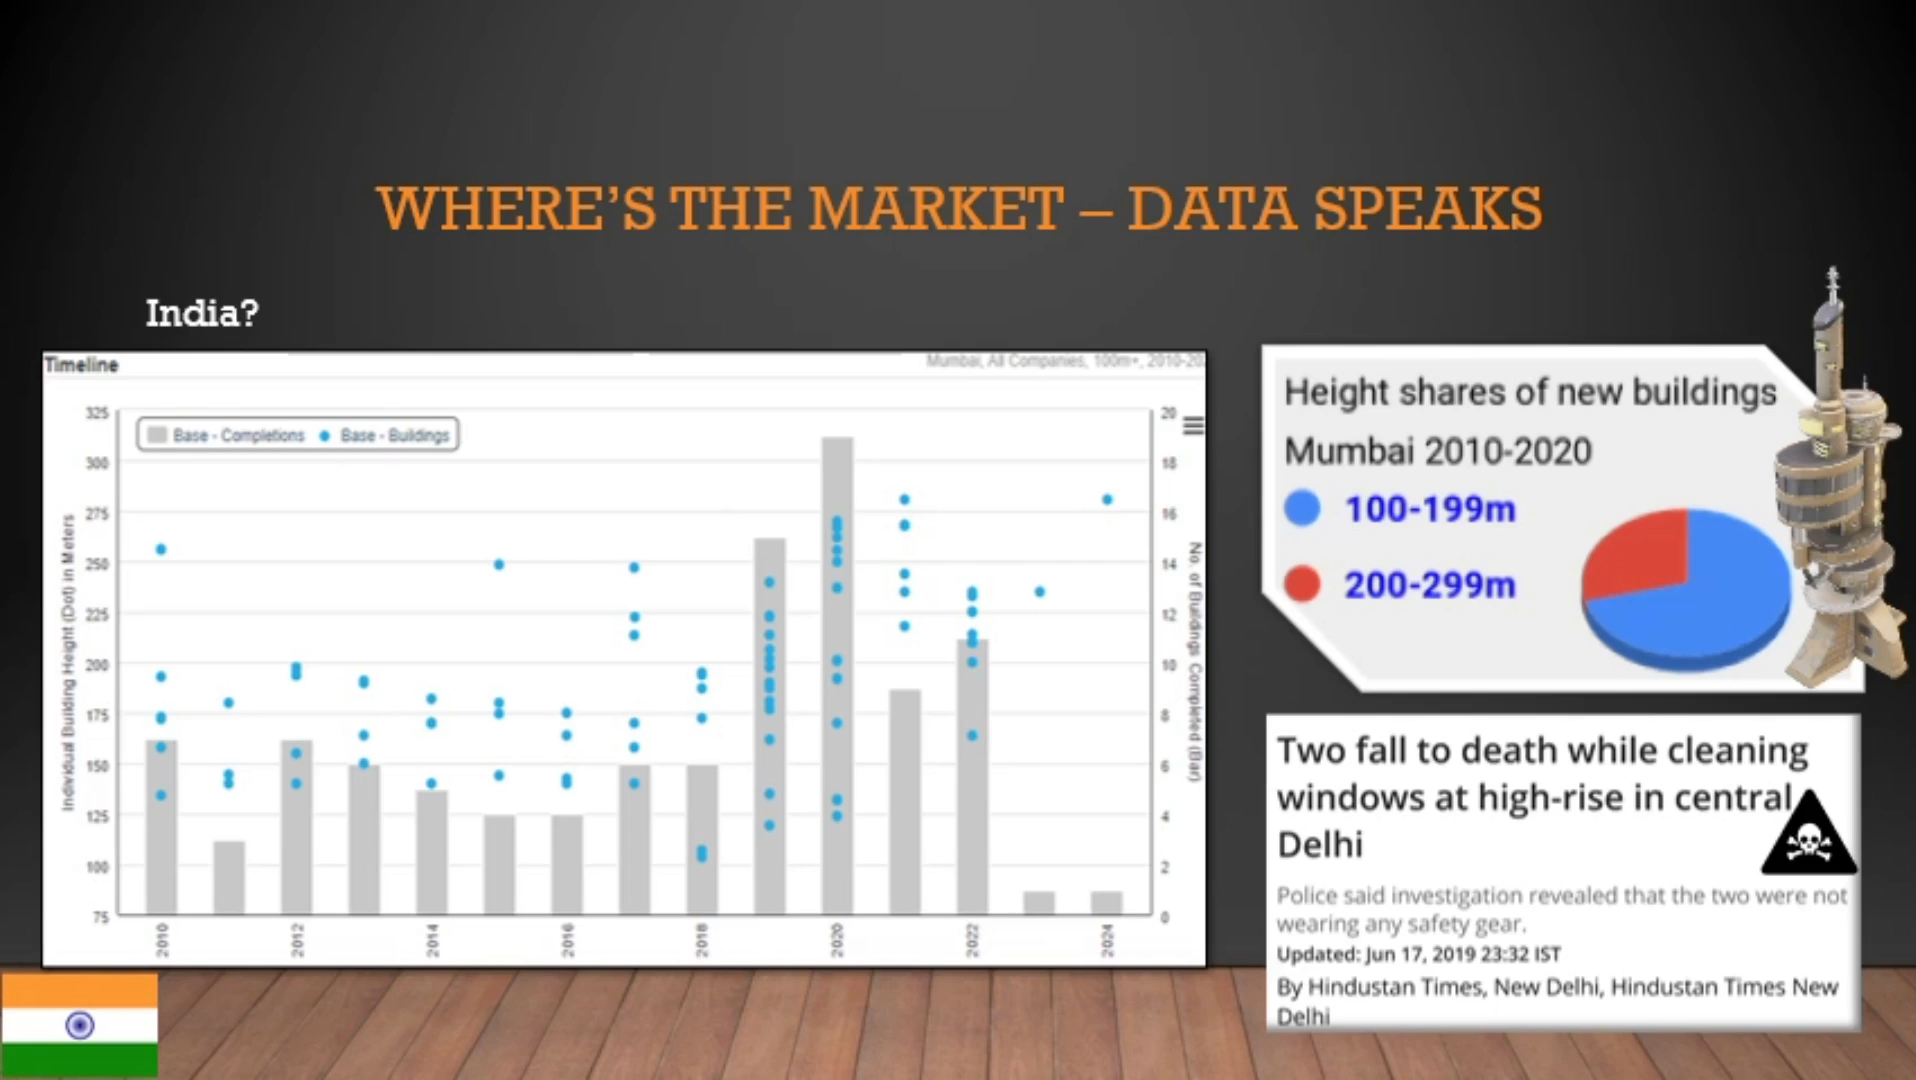 WHERE'S THE MARKET – DATA SPEAKS
India?
Timeline
Mumbai, All Companies, 100m+, 2010-20
Base - Completions
Base - Buildings
Individual Building Height (Dot) in Meters
325
300
275
250
225
200
175
150
125
100
75
20
18
16
14
12
10
8
6
4
2
0
No. of Buildings Completed (Bar)
2010
2012
2014
2016
2018
2020
2022
2024
Height shares of new buildings
Mumbai 2010-2020
100-199m
200-299m
Two fall to death while cleaning
windows at high-rise in central
Delhi
Police said investigation revealed that the two were not
wearing any safety gear.
Updated: Jun 17, 2019 23:32 IST
By Hindustan Times, New Delhi, Hindustan Times New
Delhi